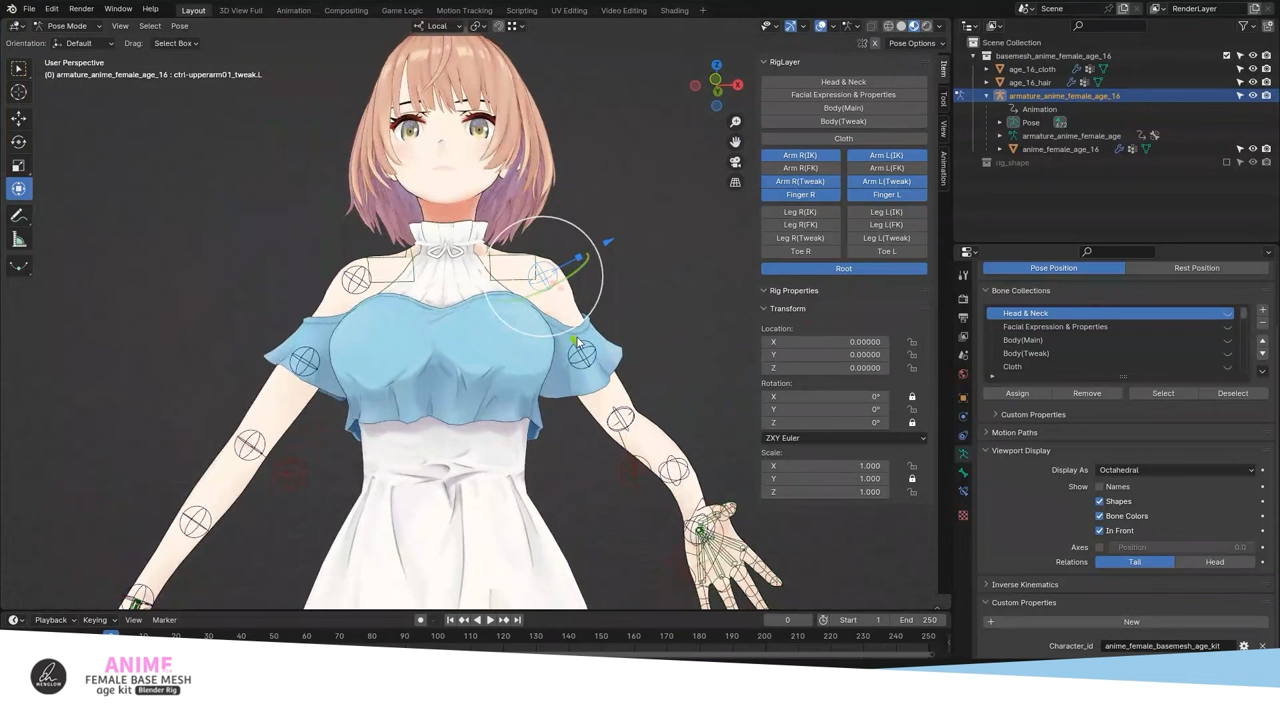 File Edit Render Window Help
Layout 3D View Full Animation Compositing Game Logic Motion Tracking Scripting UV Editing Video Editing Shading +
Scene
RenderLayer
Pose Mode View Select Pose
Local
Orientation: Default Drag: Select Box
X Pose Options
User Perspective
(0) armature_anime_female_age_16 : ctrl-upperarm01_tweak.L
RigLayer
Head & Neck
Facial Expression & Properties
Body(Main)
Body(Tweak)
Cloth
Arm R(IK) Arm L(IK)
Arm R(FK) Arm L(FK)
Arm R(Tweak) Arm L(Tweak)
Finger R Finger L
Leg R(IK) Leg L(IK)
Leg R(FK) Leg L(FK)
Leg R(Tweak) Leg L(Tweak)
Toe R Toe L
Root
Rig Properties
Transform
Location:
X 0.00000
Y 0.00000
Z 0.00000
Rotation:
X 0°
Y 0°
Z 0°
ZXY Euler
Scale:
X 1.000
Y 1.000
Z 1.000
Item
Tool
View
Animation
Z
X
Y
Scene Collection
basemesh_anime_female_age_16
age_16_cloth
age_16_hair
armature_anime_female_age_16
Animation
Pose
armature_anime_female_age
anime_female_age_16
rig_shape
Pose Position Rest Position
Bone Collections
Head & Neck
Facial Expression & Properties
Body(Main)
Body(Tweak)
Cloth
Assign Remove Select Deselect
Custom Properties
Motion Paths
Viewport Display
Display As Octahedral
Show Names
Shapes
Bone Colors
In Front
Axes Position 0.0
Relations Tail Head
Inverse Kinematics
Custom Properties
New
Character_id anime_female_basemesh_age_kit
Playback Keying View Marker
0 Start 1 End 250
10 20 30 40 50 60 70 80 90 100 110 120 130 140 150 160 170 180 190 200 210 220 230 240 250
ANIME
FEMALE BASE MESH
age kit Blender Rig